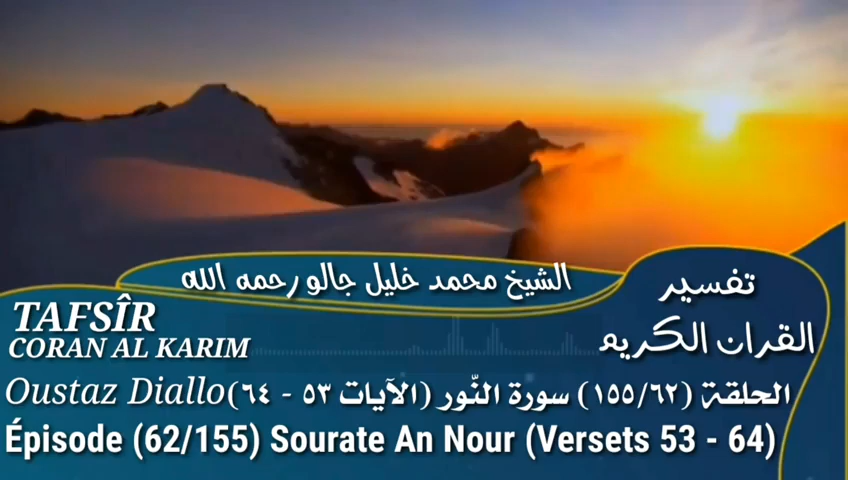 الشيخ محمد خليل جالو رحمه الله
تفسير
القران الكريم
TAFSÎR
CORAN AL KARIM
Oustaz Diallo الحلقة (١٥٥/٦٢) سورة النّور (الآيات ٥٣ - ٦٤)
Épisode (62/155) Sourate An Nour (Versets 53 - 64)